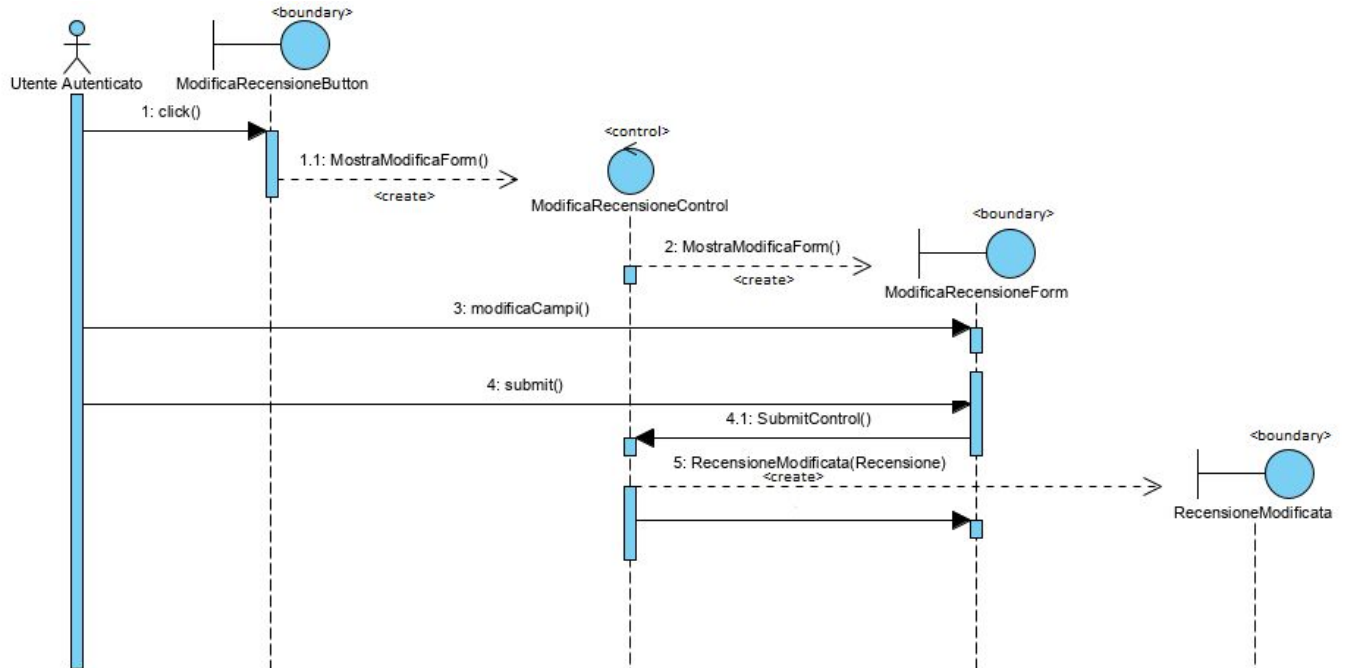 <boundary>
Utente Autenticato
ModificaRecensioneButton
1: click()
<control>
1.1: MostraModificaForm()
<create>
ModificaRecensioneControl
<boundary>
2: MostraModificaForm()
<create>
ModificaRecensioneForm
3: modificaCampi()
4: submit()
4.1: SubmitControl()
<boundary>
5: RecensioneModificata(Recensione)
<create>
RecensioneModificata